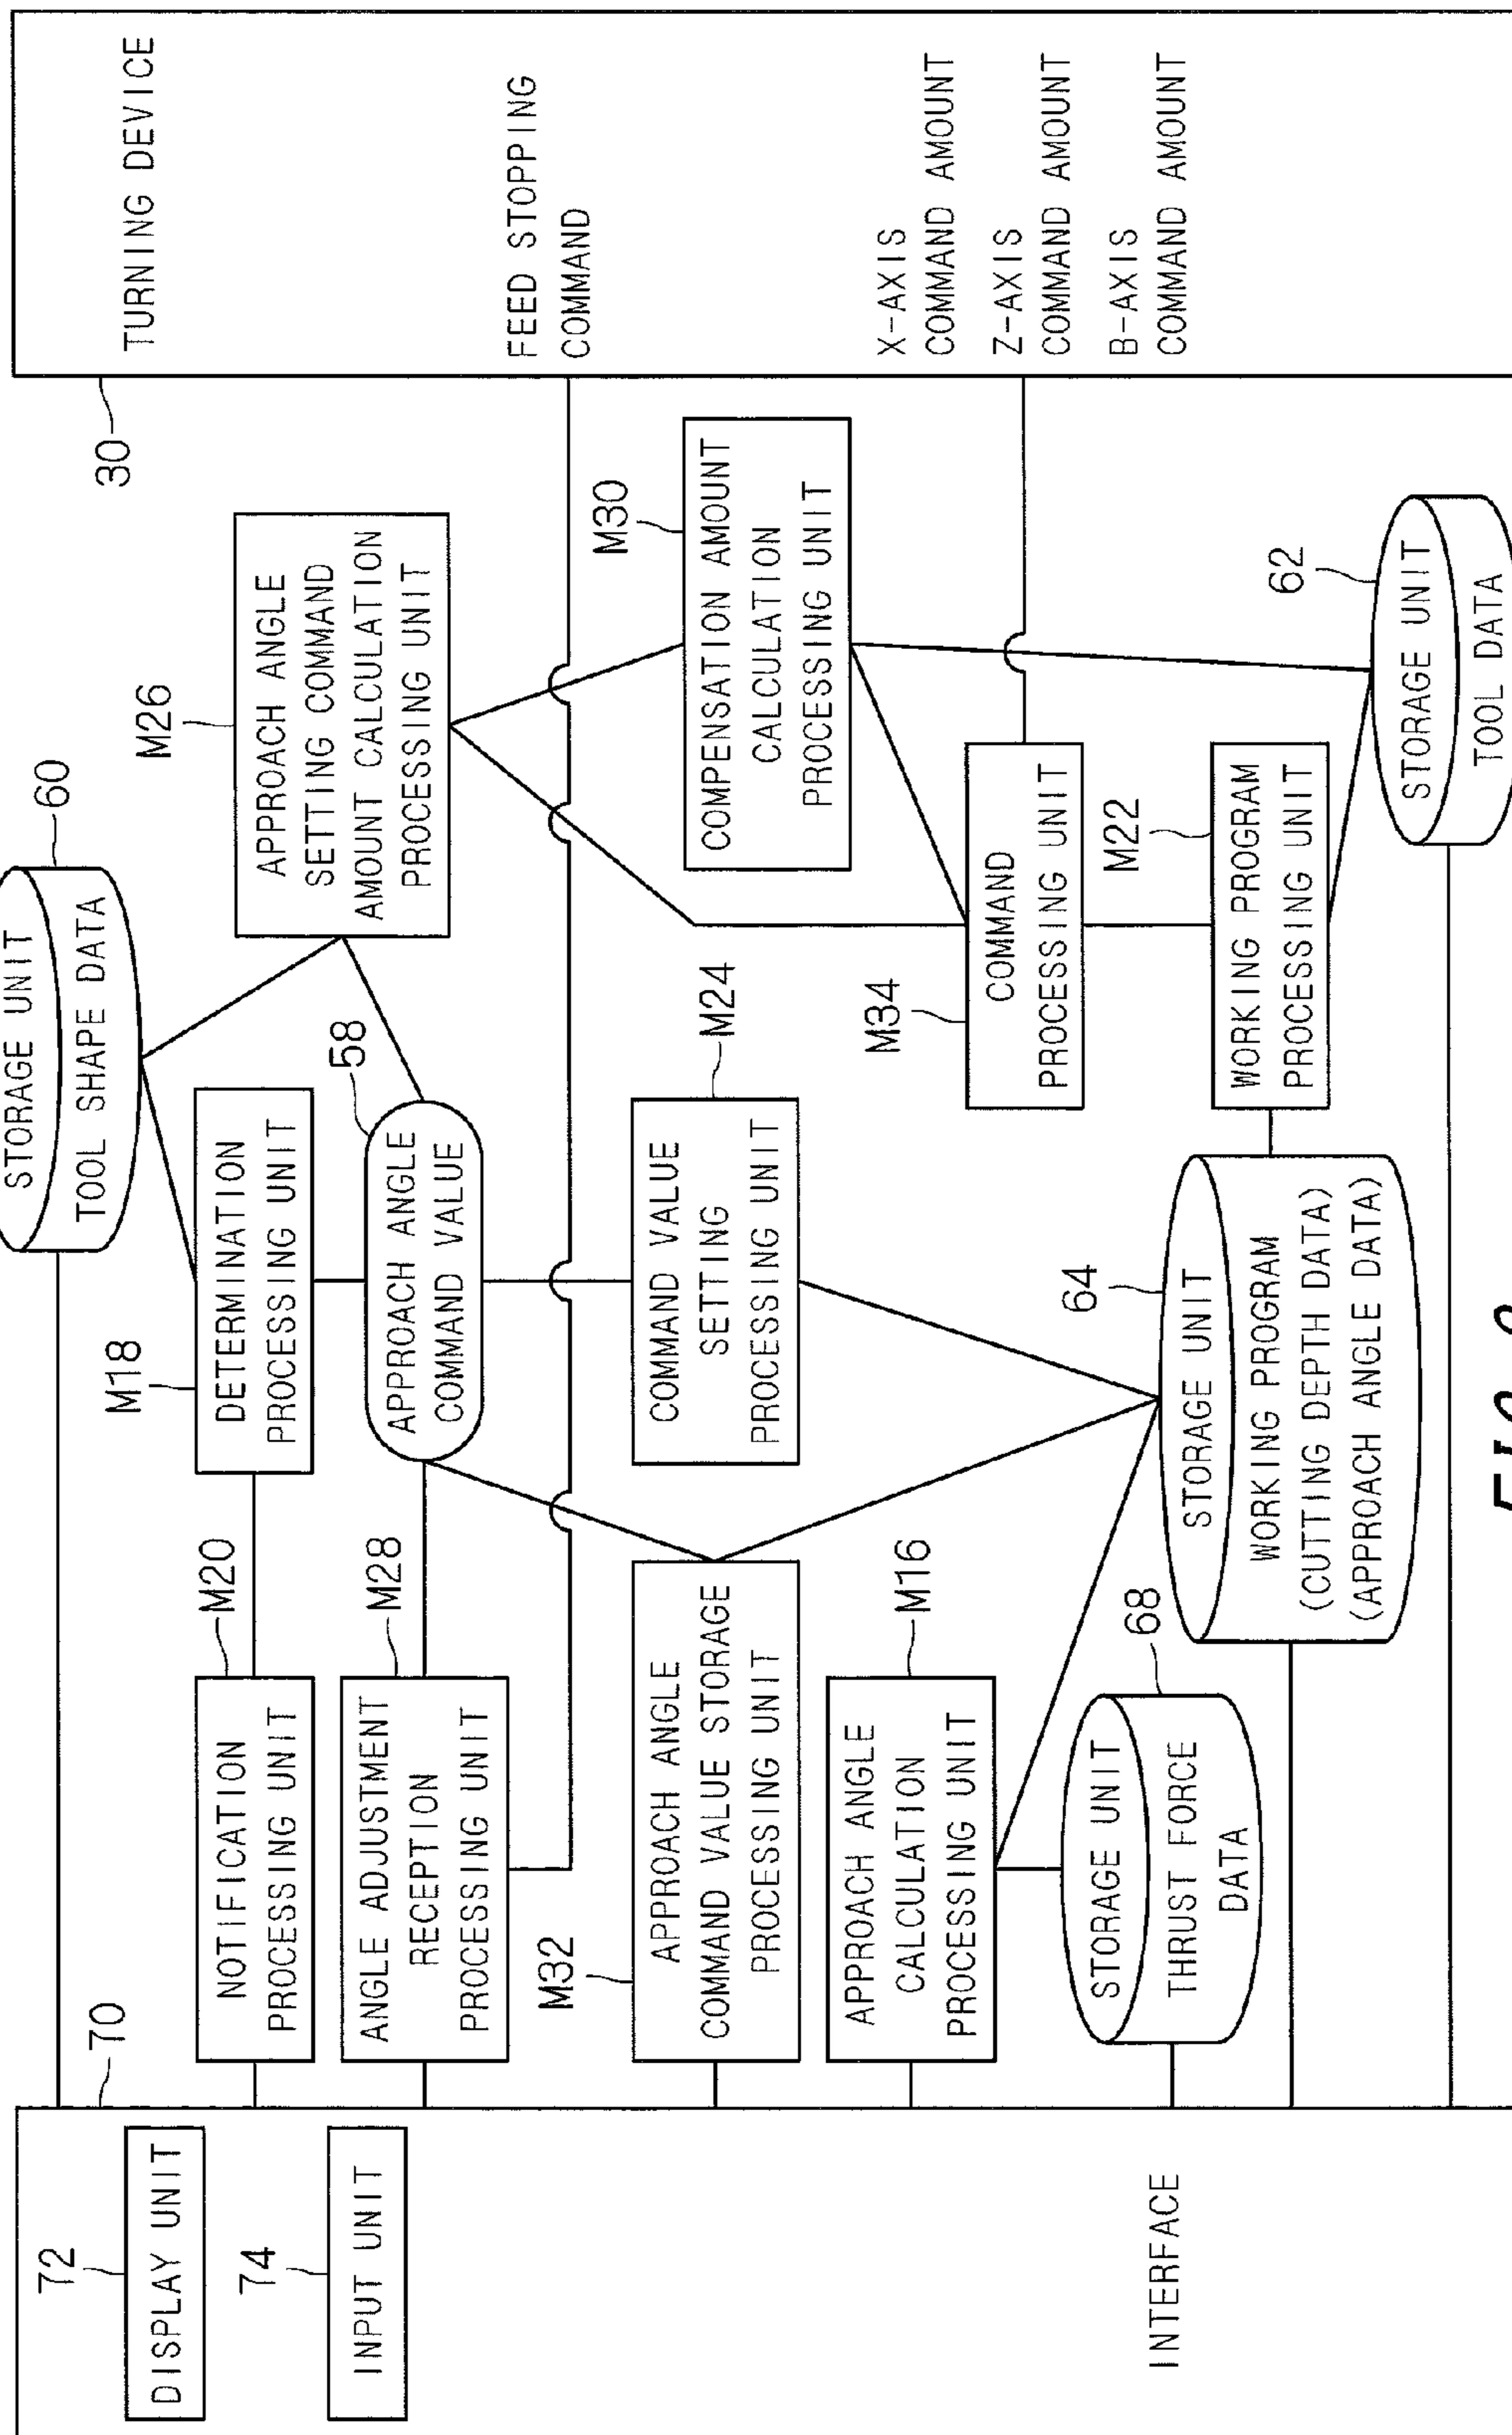 72
DISPLAY UNIT
74
INPUT UNIT
INTERFACE
70
NOTIFICATION
PROCESSING UNIT
M20
ANGLE ADJUSTMENT
RECEPTION
PROCESSING UNIT
M28
M32
APPROACH ANGLE
COMMAND VALUE STORAGE
PROCESSING UNIT
APPROACH ANGLE
CALCULATION
PROCESSING UNIT
M16
STORAGE UNIT
THRUST FORCE
DATA
68
STORAGE UNIT
TOOL SHAPE DATA
60
M18
DETERMINATION
PROCESSING UNIT
APPROACH ANGLE
COMMAND VALUE
58
COMMAND VALUE
SETTING
PROCESSING UNIT
M24
64
STORAGE UNIT
WORKING PROGRAM
(CUTTING DEPTH DATA)
(APPROACH ANGLE DATA)
M26
APPROACH ANGLE
SETTING COMMAND
AMOUNT CALCULATION
PROCESSING UNIT
M30
COMPENSATION AMOUNT
CALCULATION
PROCESSING UNIT
M34
COMMAND
PROCESSING UNIT
M22
WORKING PROGRAM
PROCESSING UNIT
62
STORAGE UNIT
TOOL DATA
30
TURNING DEVICE
FEED STOPPING
COMMAND
X-AXIS
COMMAND AMOUNT
Z-AXIS
COMMAND AMOUNT
B-AXIS
COMMAND AMOUNT